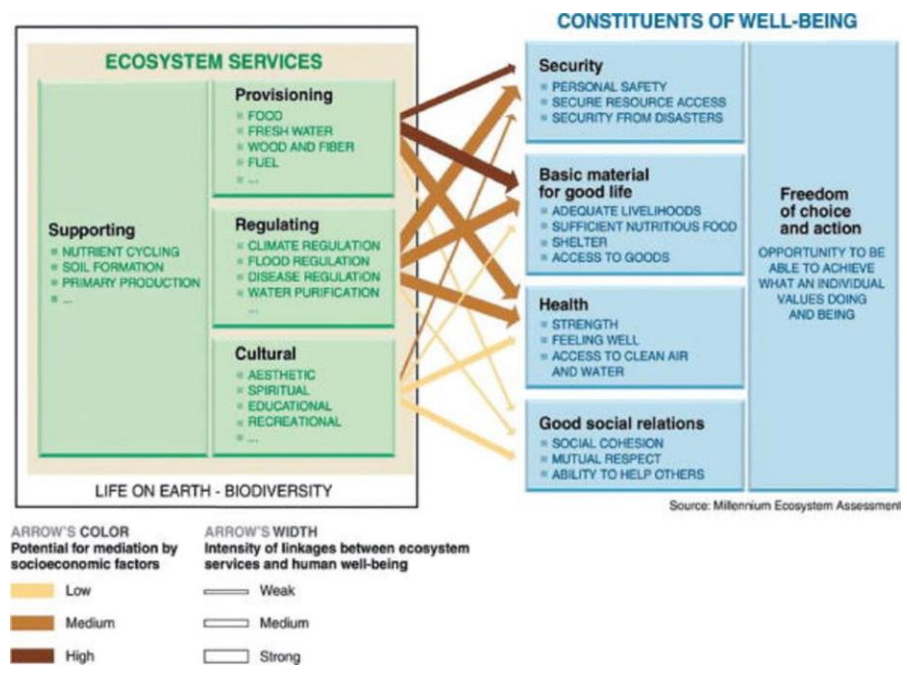 CONSTITUENTS OF WELL-BEING
ECOSYSTEM SERVICES
Supporting
NUTRIENT CYCLING
SOIL FORMATION
PRIMARY PRODUCTION
...
Provisioning
FOOD
FRESH WATER
WOOD AND FIBER
FUEL
...
Regulating
CLIMATE REGULATION
FLOOD REGULATION
DISEASE REGULATION
WATER PURIFICATION
...
Cultural
AESTHETIC
SPIRITUAL
EDUCATIONAL
RECREATIONAL
...
LIFE ON EARTH - BIODIVERSITY
Security
PERSONAL SAFETY
SECURE RESOURCE ACCESS
SECURITY FROM DISASTERS
Basic material
for good life
ADEQUATE LIVELIHOODS
SUFFICIENT NUTRITIOUS FOOD
SHELTER
ACCESS TO GOODS
Health
STRENGTH
FEELING WELL
ACCESS TO CLEAN AIR
AND WATER
Good social relations
SOCIAL COHESION
MUTUAL RESPECT
ABILITY TO HELP OTHERS
Freedom
of choice
and action
OPPORTUNITY TO BE
ABLE TO ACHIEVE
WHAT AN INDIVIDUAL
VALUES DOING
AND BEING
Source: Millennium Ecosystem Assessment
ARROW'S COLOR
Potential for mediation by
socioeconomic factors
Low
Medium
High
ARROW'S WIDTH
Intensity of linkages between ecosystem
services and human well-being
Weak
Medium
Strong